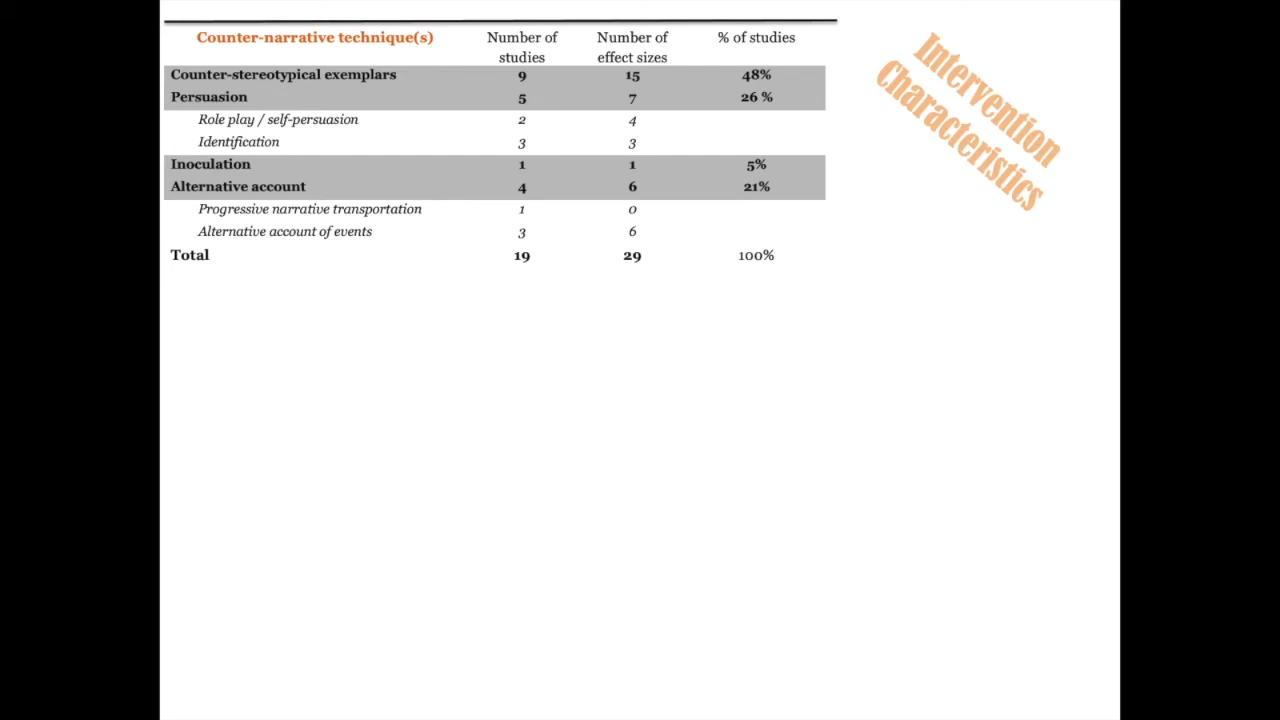 Counter-narrative technique(s) Number of studies Number of effect sizes % of studies
Counter-stereotypical exemplars 9 15 48%
Persuasion 5 7 26 %
Role play / self-persuasion 2 4
Identification 3 3
Inoculation 1 1 5%
Alternative account 4 6 21%
Progressive narrative transportation 1 0
Alternative account of events 3 6
Total 19 29 100%
Intervention
Characteristics